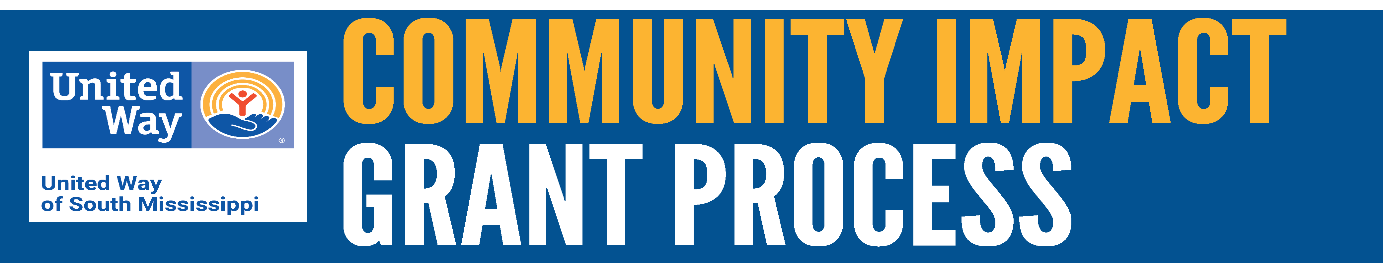 United
Way
®
United Way
of South Mississippi
COMMUNITY IMPACT
GRANT PROCESS